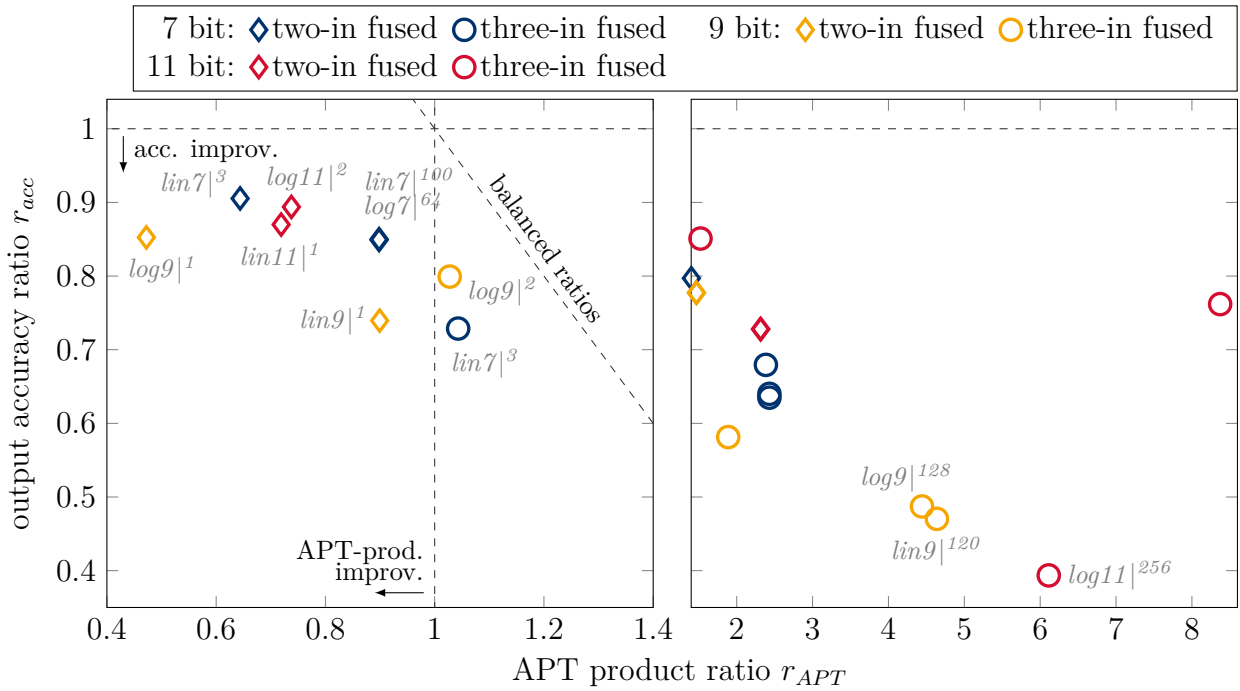 7 bit: two-in fused three-in fused 9 bit: two-in fused three-in fused
11 bit: two-in fused three-in fused
output accuracy ratio r_acc
1
0.9
0.8
0.7
0.6
0.5
0.4
acc. improv.
lin7|^3
log11|^2
lin7|^100
log7|^64
log9|^1
lin11|^1
lin9|^1
log9|^2
lin7|^3
balanced ratios
APT-prod.
improv.
log9|^128
lin9|^120
log11|^256
0.4 0.6 0.8 1 1.2 1.4 2 3 4 5 6 7 8
APT product ratio r_APT